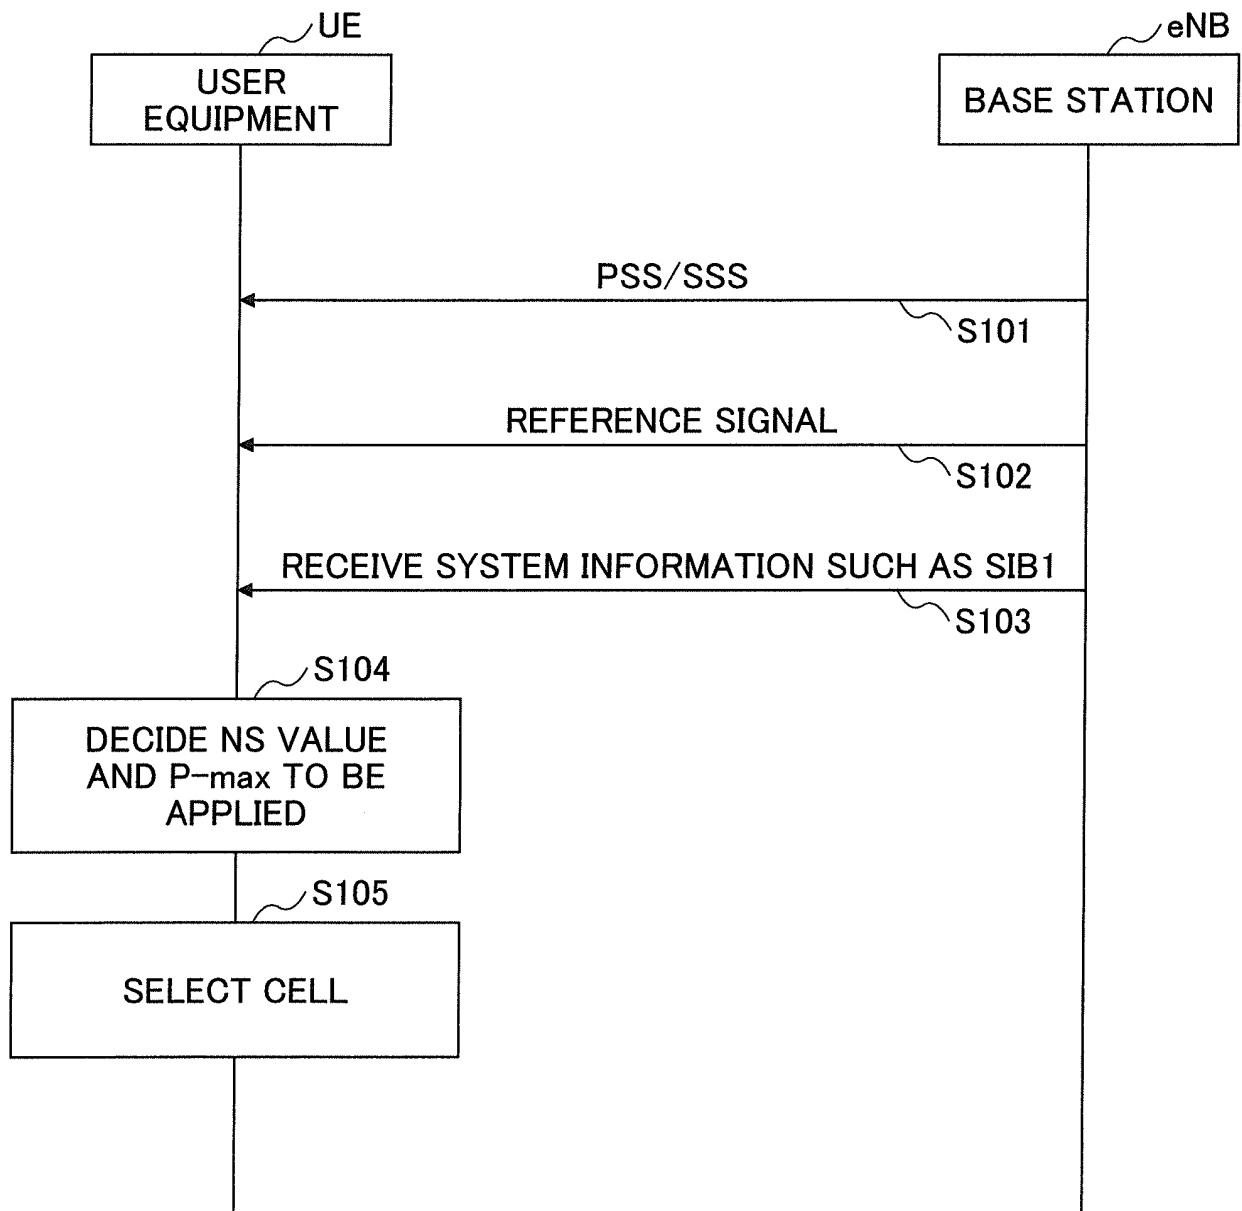 UE
eNB
USER
EQUIPMENT
BASE STATION
PSS/SSS
S101
REFERENCE SIGNAL
S102
RECEIVE SYSTEM INFORMATION SUCH AS SIB1
S103
S104
DECIDE NS VALUE
AND P-max TO BE
APPLIED
S105
SELECT CELL